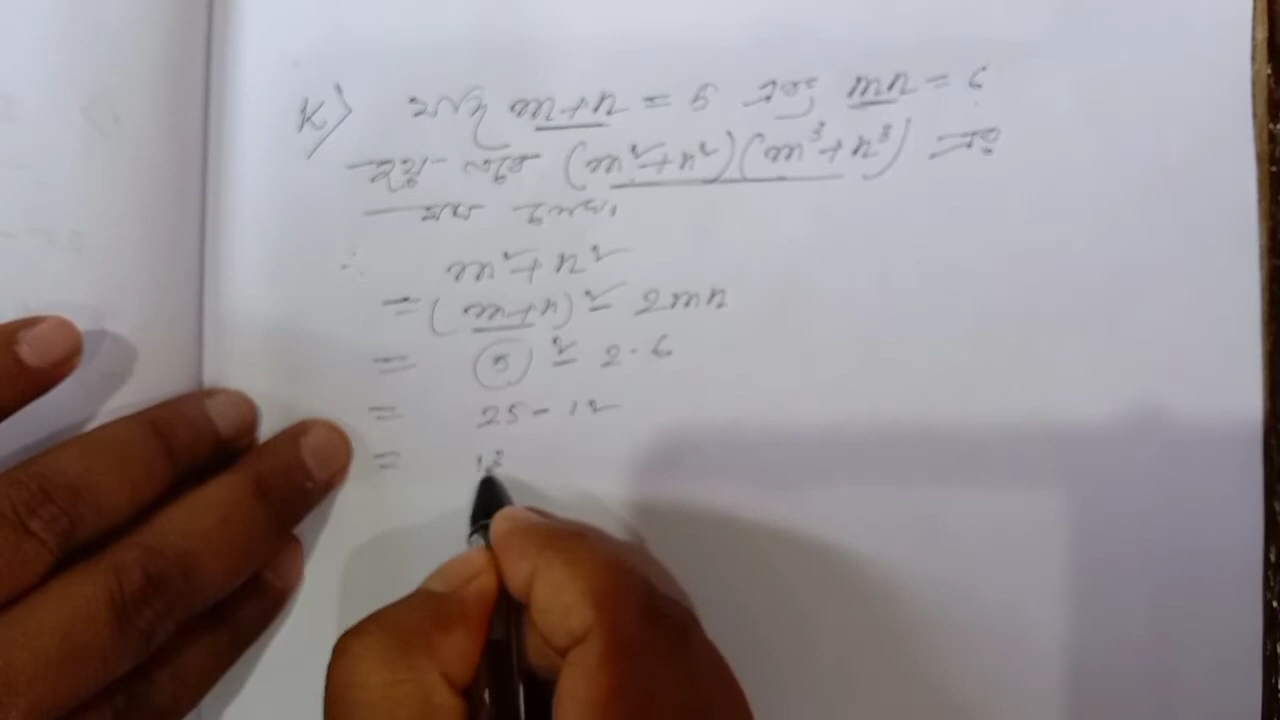 K) যদি m+n = 5 এবং mn = 6
হয় তবে (m²+n²)(m³+n³) এর
মান
∴ m²+n²
= (m+n)² - 2mn
= (5)² - 2·6
= 25 - 12
= 13